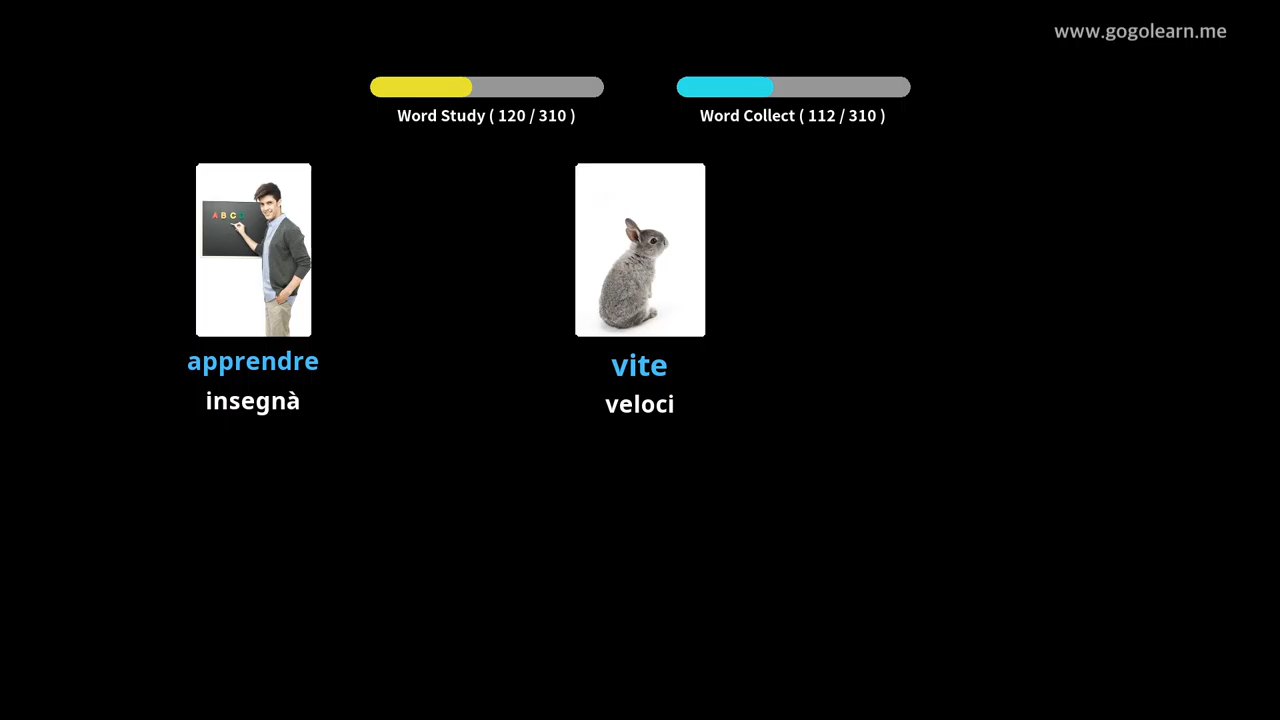 www.gogolearn.me
Word Study ( 120 / 310 )
Word Collect ( 112 / 310 )
A B C D
apprendre
vite
insegnà
veloci